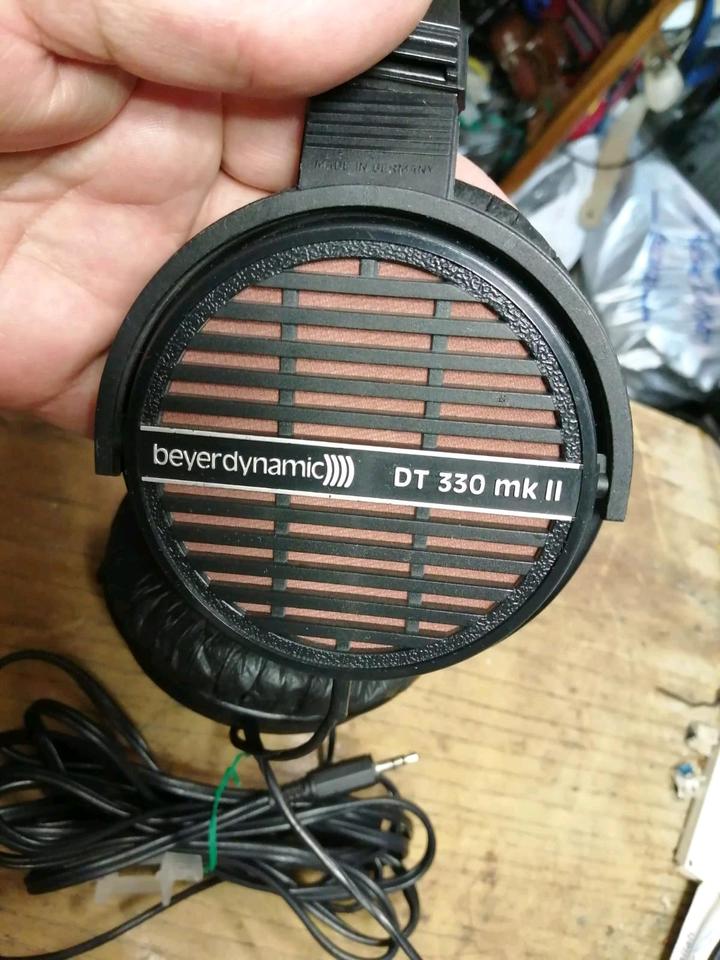 MADE IN GERMANY
beyerdynamic)))) DT 330 mk II